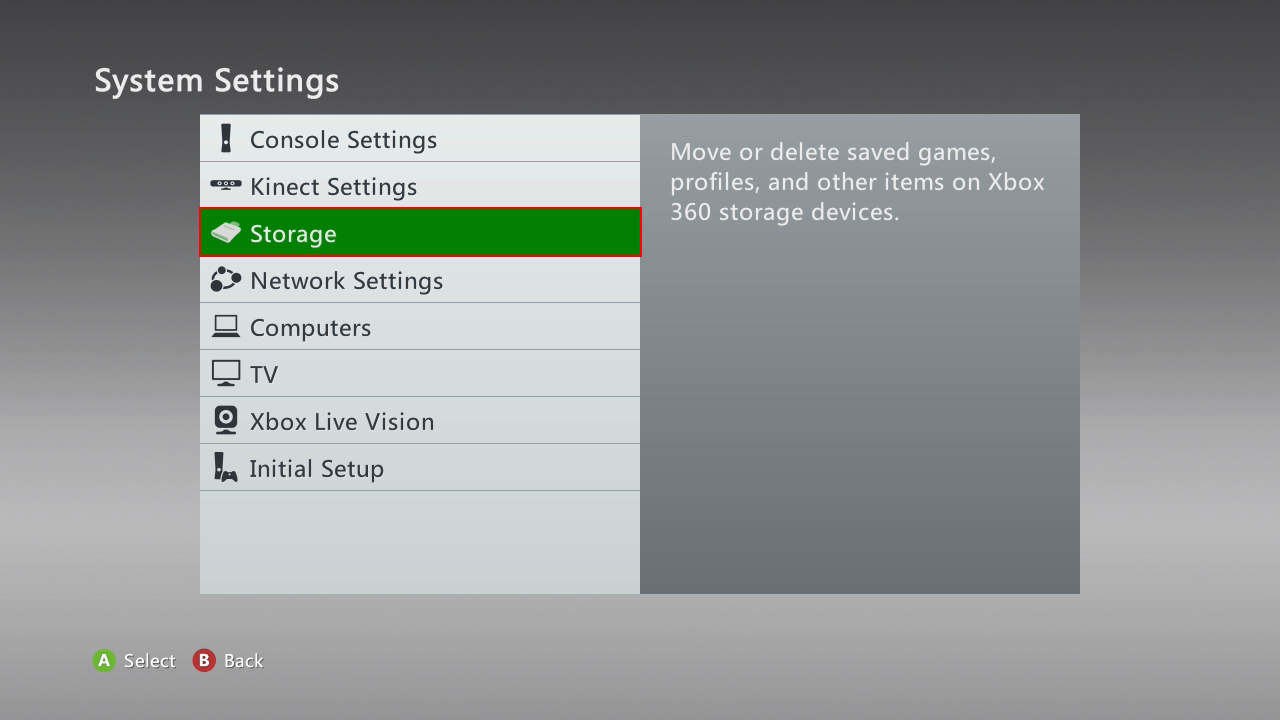 System Settings
Console Settings
Kinect Settings
Storage
Network Settings
Computers
TV
Xbox Live Vision
Initial Setup
Move or delete saved games,
profiles, and other items on Xbox
360 storage devices.
A Select B Back